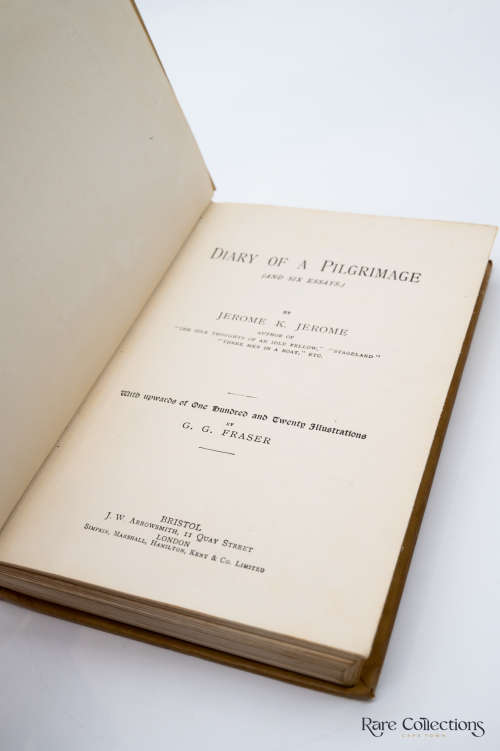 DIARY OF A PILGRIMAGE
(AND SIX ESSAYS.)
BY
JEROME K. JEROME
AUTHOR OF
"THE IDLE THOUGHTS OF AN IDLE FELLOW," "STAGELAND"
"THREE MEN IN A BOAT," ETC.
With upwards of One Hundred and Twenty Illustrations
BY
G. G. FRASER
BRISTOL
J. W ARROWSMITH, 11 QUAY STREET
LONDON
SIMPKIN, MARSHALL, HAMILTON, KENT & CO. LIMITED
Rare Collections
CAPE TOWN